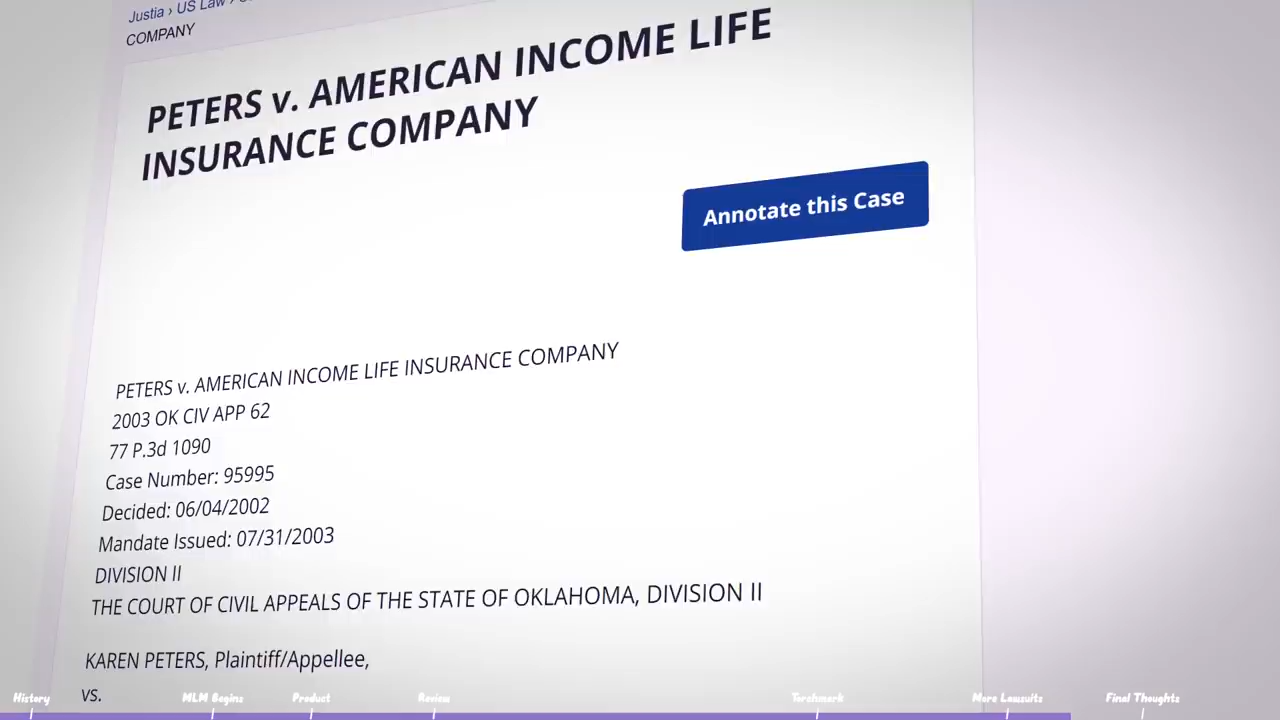 Justia › US Law ›
COMPANY
PETERS v. AMERICAN INCOME LIFE
INSURANCE COMPANY
Annotate this Case
PETERS v. AMERICAN INCOME LIFE INSURANCE COMPANY
2003 OK CIV APP 62
77 P.3d 1090
Case Number: 95995
Decided: 06/04/2002
Mandate Issued: 07/31/2003
DIVISION II
THE COURT OF CIVIL APPEALS OF THE STATE OF OKLAHOMA, DIVISION II
KAREN PETERS, Plaintiff/Appellee,
vs.
History MLM Begins Product Review Torchmark More Lawsuits Final Thoughts